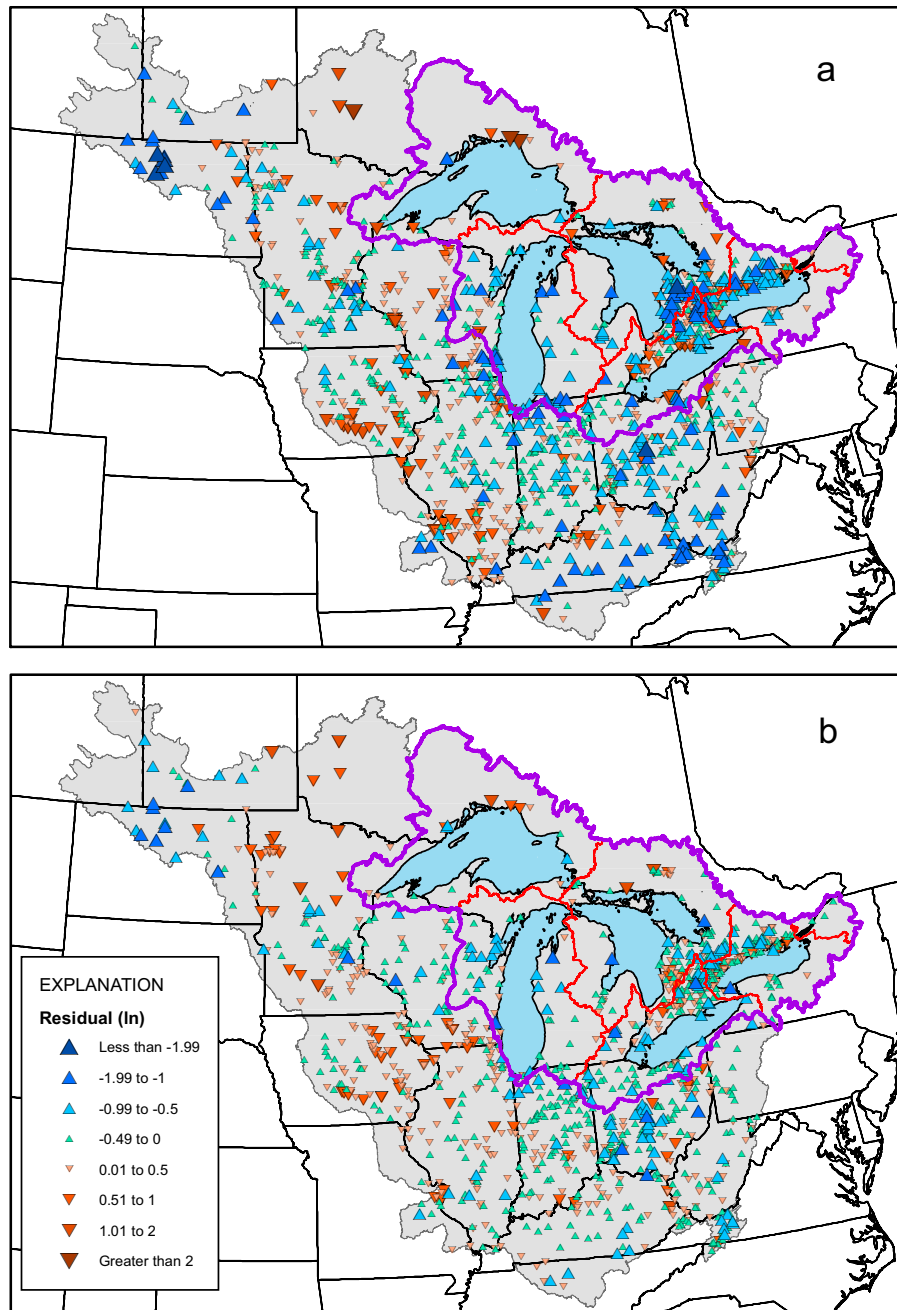 a
b
EXPLANATION
Residual (ln)
Less than -1.99
-1.99 to -1
-0.99 to -0.5
-0.49 to 0
0.01 to 0.5
0.51 to 1
1.01 to 2
Greater than 2